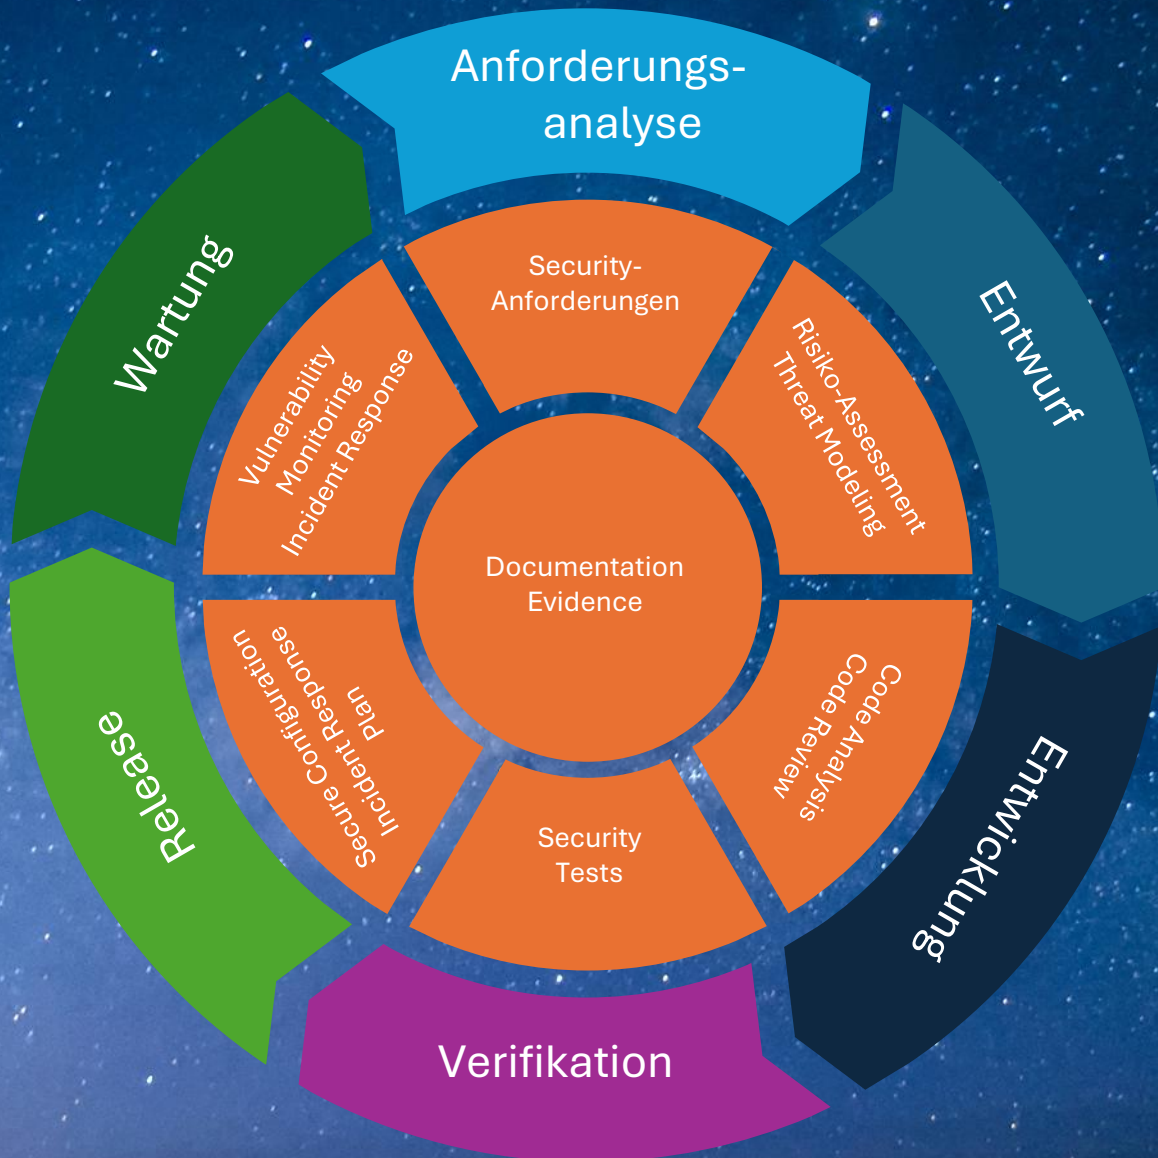 Anforderungs-
analyse
Entwurf
Entwicklung
Verifikation
Release
Wartung
Security-
Anforderungen
Risiko-Assessment
Threat Modeling
Code Analysis
Code Review
Security
Tests
Secure Configuration
Incident Response
Plan
Vulnerability
Monitoring
Incident Response
Documentation
Evidence